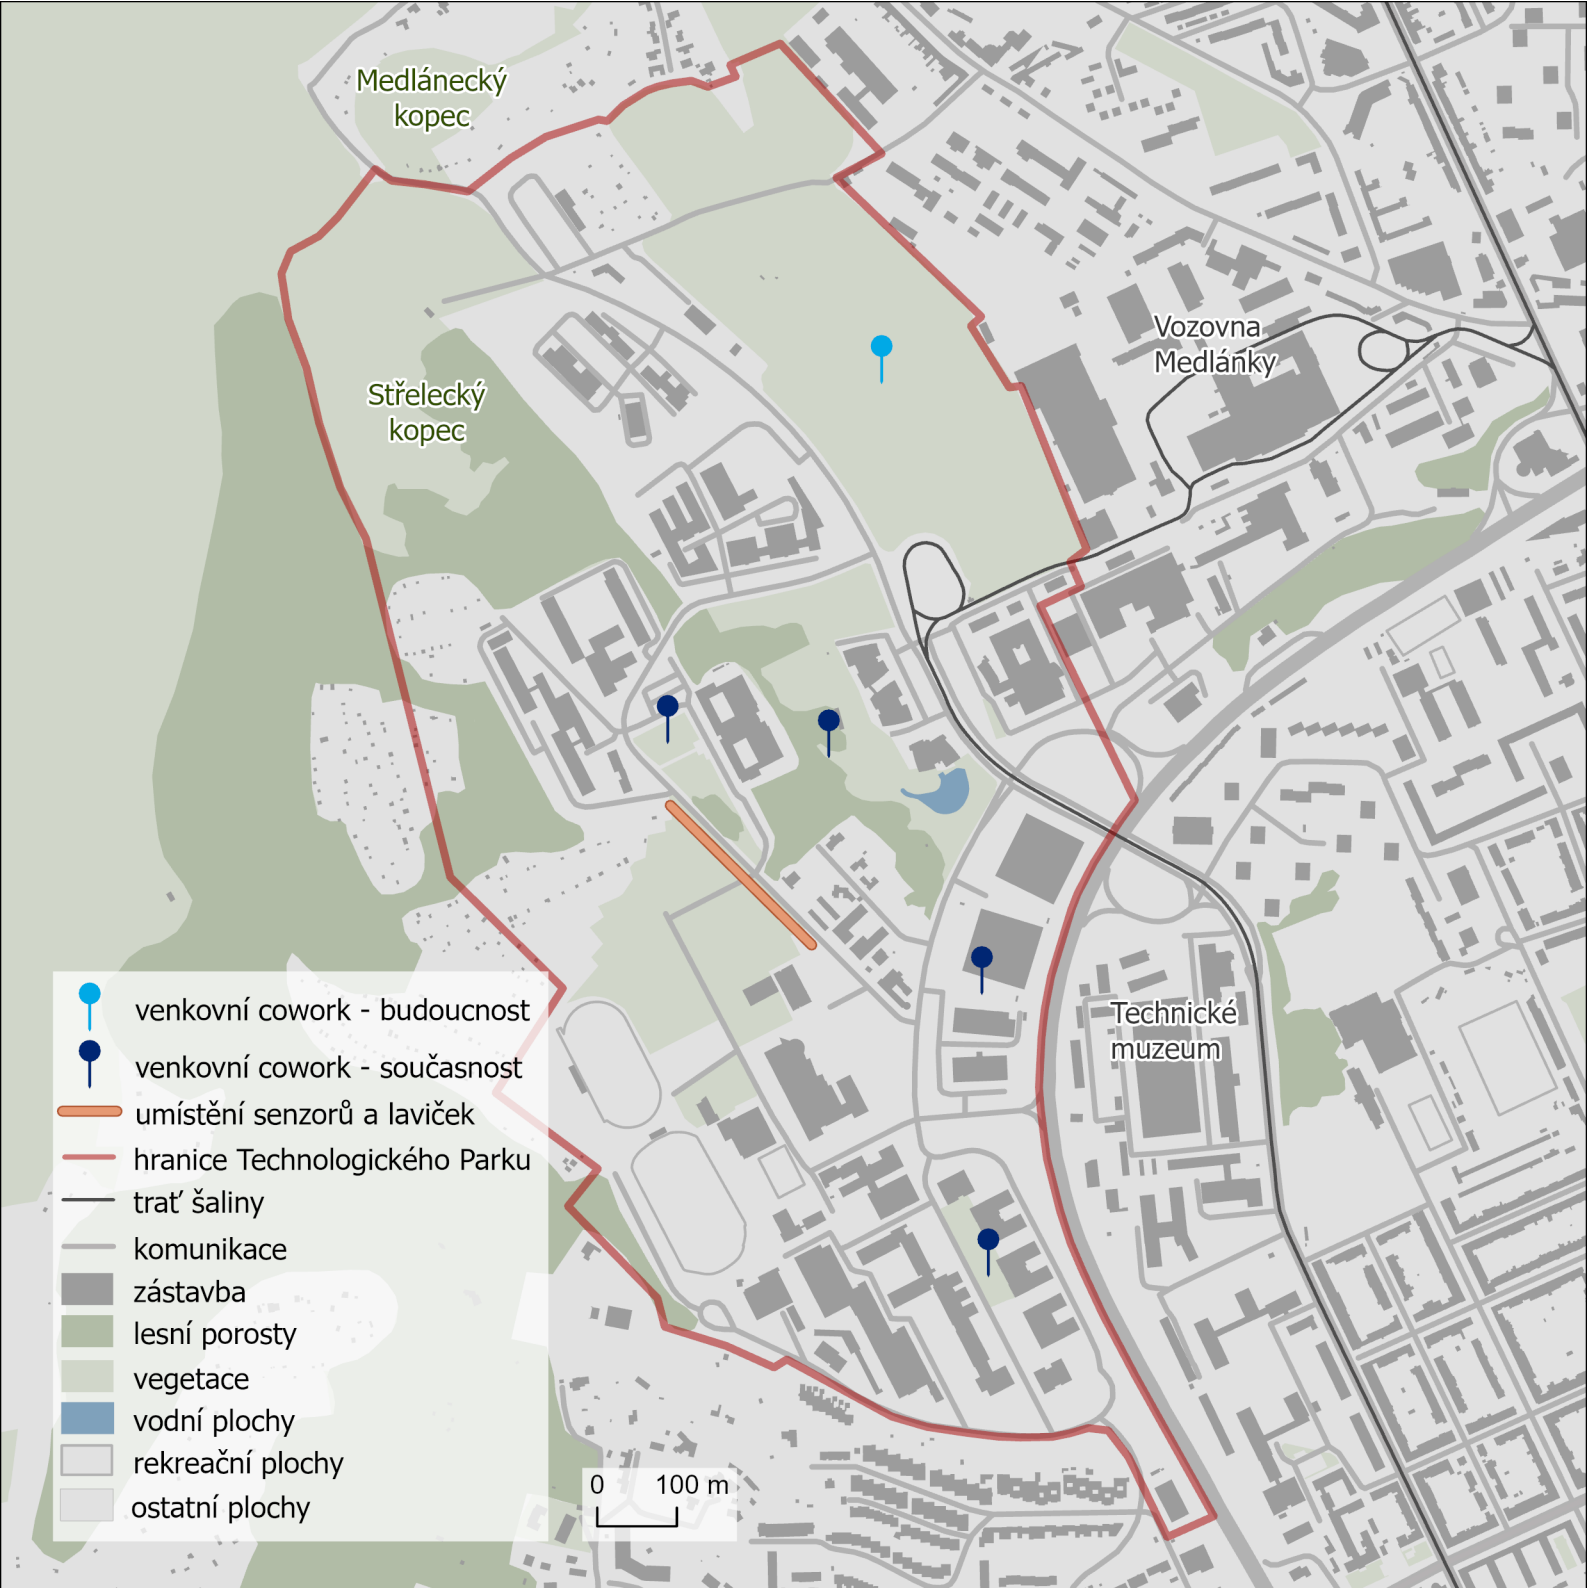 Medlánecký
kopec
Vozovna
Medlánky
Střelecký
kopec
Technické
muzeum
venkovní cowork - budoucnost
venkovní cowork - současnost
umístění senzorů a laviček
hranice Technologického Parku
trať šaliny
komunikace
zástavba
lesní porosty
vegetace
vodní plochy
rekreační plochy
ostatní plochy
0 100 m